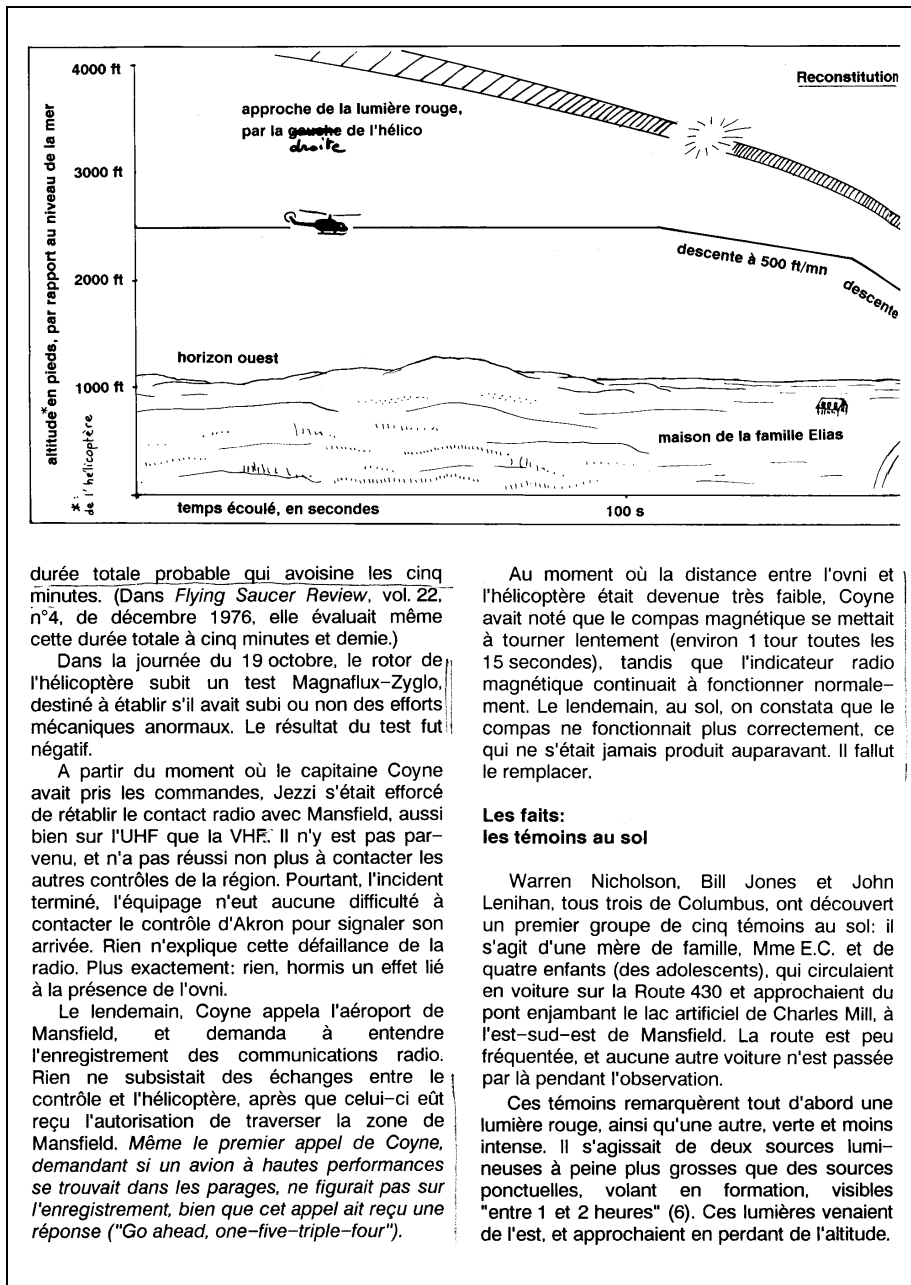 4000 ft
Reconstitution
approche de la lumière rouge,
par la gauche de l'hélico
droite
3000 ft
altitude* en pieds, par rapport au niveau de la mer
descente à 500 ft/mn
2000 ft
descente
horizon ouest
1000 ft
maison de la famille Elias
*: de l'hélicoptère
temps écoulé, en secondes
100 s
durée totale probable qui avoisine les cinq
minutes. (Dans Flying Saucer Review, vol. 22,
n°4, de décembre 1976, elle évaluait même
cette durée totale à cinq minutes et demie.)
Dans la journée du 19 octobre, le rotor de
l'hélicoptère subit un test Magnaflux-Zyglo,
destiné à établir s'il avait subi ou non des efforts
mécaniques anormaux. Le résultat du test fut
négatif.
A partir du moment où le capitaine Coyne
avait pris les commandes, Jezzi s'était efforcé
de rétablir le contact radio avec Mansfield, aussi
bien sur l'UHF que la VHF. Il n'y est pas par-
venu, et n'a pas réussi non plus à contacter les
autres contrôles de la région. Pourtant, l'incident
terminé, l'équipage n'eut aucune difficulté à
contacter le contrôle d'Akron pour signaler son
arrivée. Rien n'explique cette défaillance de la
radio. Plus exactement: rien, hormis un effet lié
à la présence de l'ovni.
Le lendemain, Coyne appela l'aéroport de
Mansfield, et demanda à entendre
l'enregistrement des communications radio.
Rien ne subsistait des échanges entre le
contrôle et l'hélicoptère, après que celui-ci eût
reçu l'autorisation de traverser la zone de
Mansfield. Même le premier appel de Coyne,
demandant si un avion à hautes performances
se trouvait dans les parages, ne figurait pas sur
l'enregistrement, bien que cet appel ait reçu une
réponse ("Go ahead, one-five-triple-four").
Au moment où la distance entre l'ovni et
l'hélicoptère était devenue très faible, Coyne
avait noté que le compas magnétique se mettait
à tourner lentement (environ 1 tour toutes les
15 secondes), tandis que l'indicateur radio
magnétique continuait à fonctionner normale-
ment. Le lendemain, au sol, on constata que le
compas ne fonctionnait plus correctement, ce
qui ne s'était jamais produit auparavant. Il fallut
le remplacer.
Les faits:
les témoins au sol
Warren Nicholson, Bill Jones et John
Lenihan, tous trois de Columbus, ont découvert
un premier groupe de cinq témoins au sol: il
s'agit d'une mère de famille, Mme E.C. et de
quatre enfants (des adolescents), qui circulaient
en voiture sur la Route 430 et approchaient du
pont enjambant le lac artificiel de Charles Mill, à
l'est-sud-est de Mansfield. La route est peu
fréquentée, et aucune autre voiture n'est passée
par là pendant l'observation.
Ces témoins remarquèrent tout d'abord une
lumière rouge, ainsi qu'une autre, verte et moins
intense. Il s'agissait de deux sources lumi-
neuses à peine plus grosses que des sources
ponctuelles, volant en formation, visibles
"entre 1 et 2 heures" (6). Ces lumières venaient
de l'est, et approchaient en perdant de l'altitude.